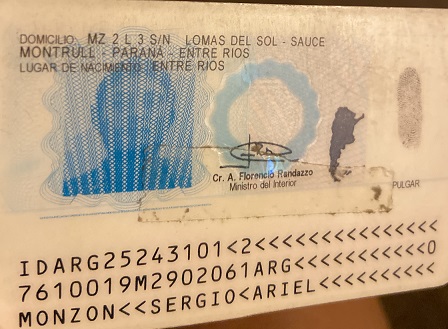 DOMICILIO MZ 2 L 3 S/N LOMAS DEL SOL - SAUCE
MONTRULL - PARANÁ - ENTRE RIOS
LUGAR DE NACIMIENTO ENTRE RIOS
Cr. A. Florencio Randazzo
Ministro del Interior
PULGAR
IDARG25243101<2<<<<<<<<<<<<<<<
7610019M2902061ARG<<<<<<<<<<<0
MONZON<<SERGIO<ARIEL<<<<<<<<<<